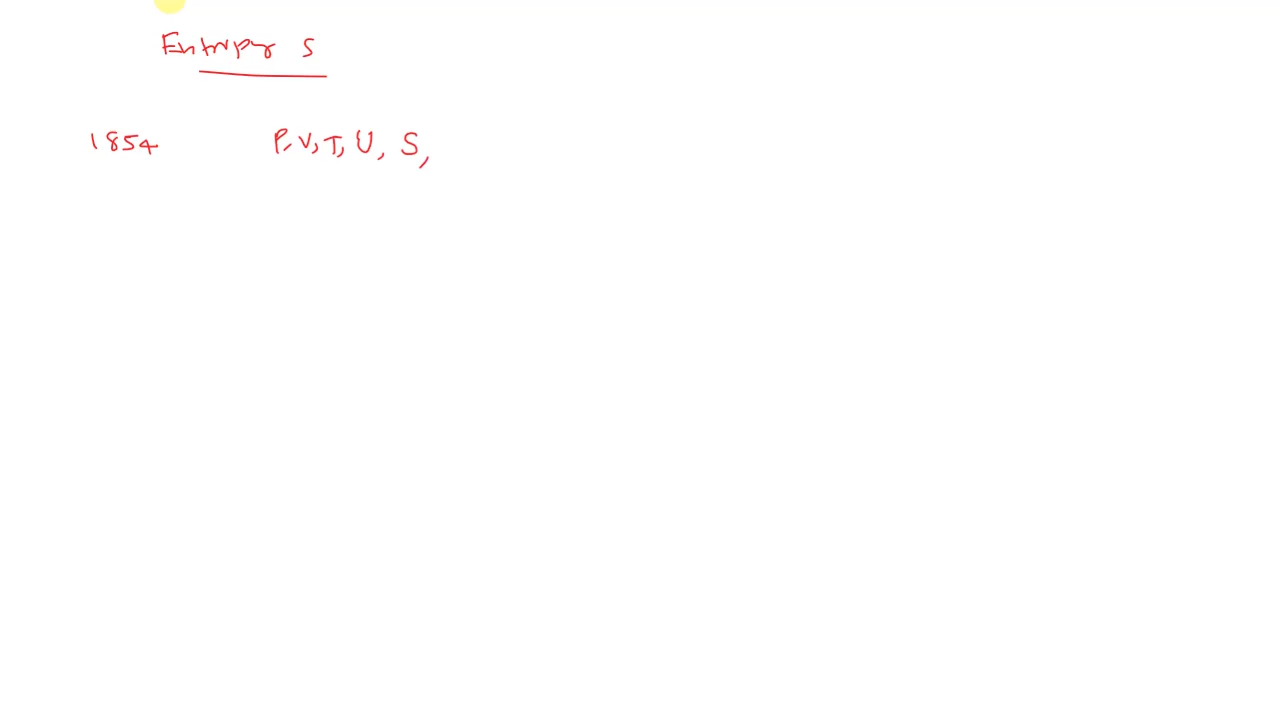 Entropy S
1854 P, V, T, U, S,